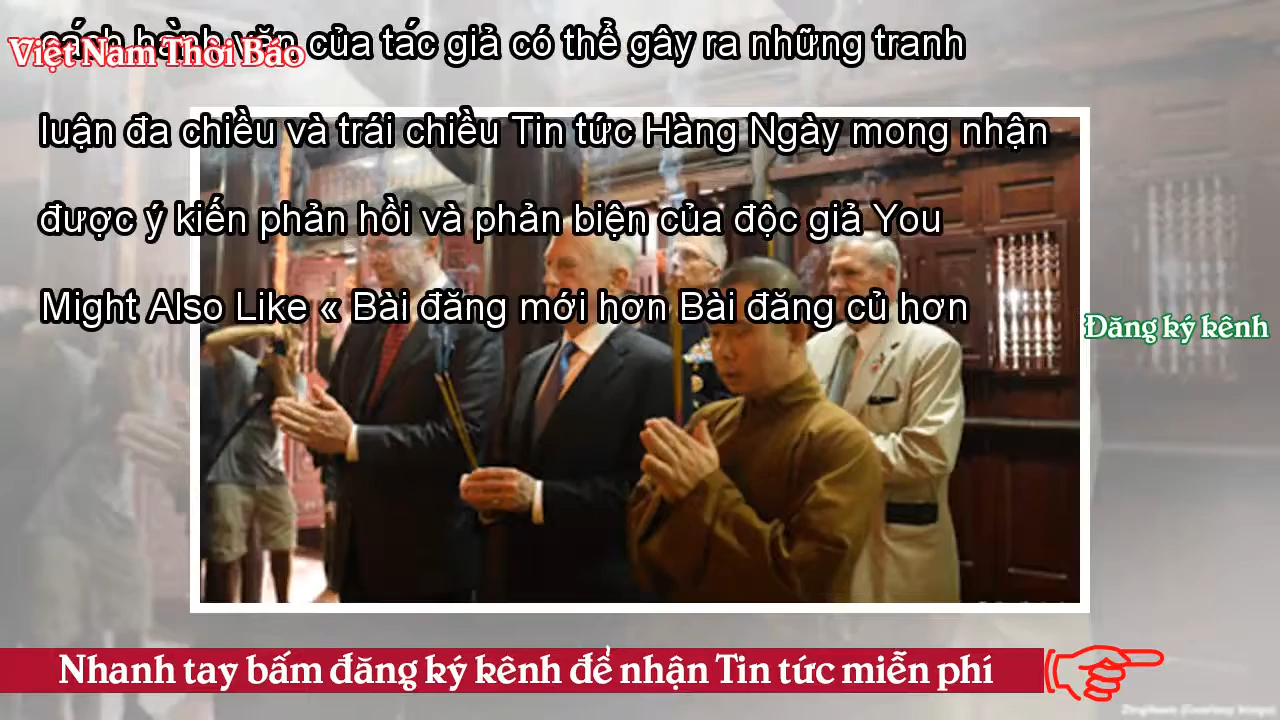 cách hành văn của tác giả có thể gây ra những tranh
Việt Nam Thời Báo
luận đa chiều và trái chiều Tin tức Hàng Ngày mong nhận
được ý kiến phản hồi và phản biện của độc giả You
Might Also Like « Bài đăng mới hơn Bài đăng củ hơn
Đăng ký kênh
Nhanh tay bấm đăng ký kênh để nhận Tin tức miễn phí